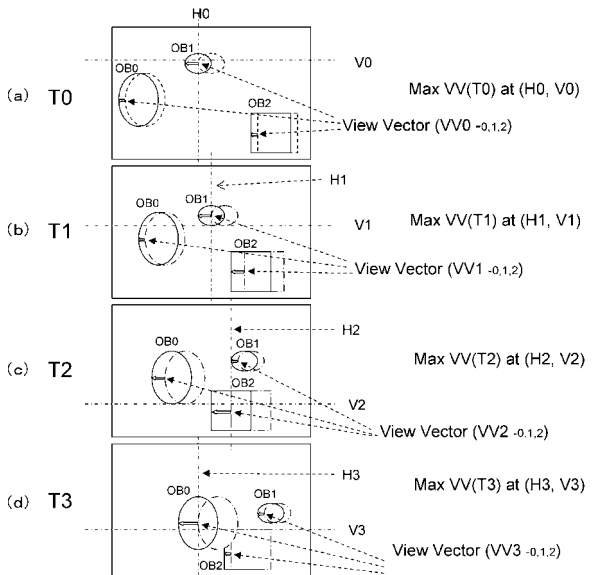 H0
OB1
V0
OB0
(a) T0
Max VV(T0) at (H0, V0)
OB2
View Vector (VV0 -0,1,2)
H1
OB1
OB0
V1
(b) T1
Max VV(T1) at (H1, V1)
OB2
View Vector (VV1 -0,1,2)
H2
OB0
OB1
(c) T2
Max VV(T2) at (H2, V2)
OB2
V2
View Vector (VV2 -0,1,2)
H3
Max VV(T3) at (H3, V3)
OB0
OB1
(d) T3
V3
View Vector (VV3 -0,1,2)
OB2